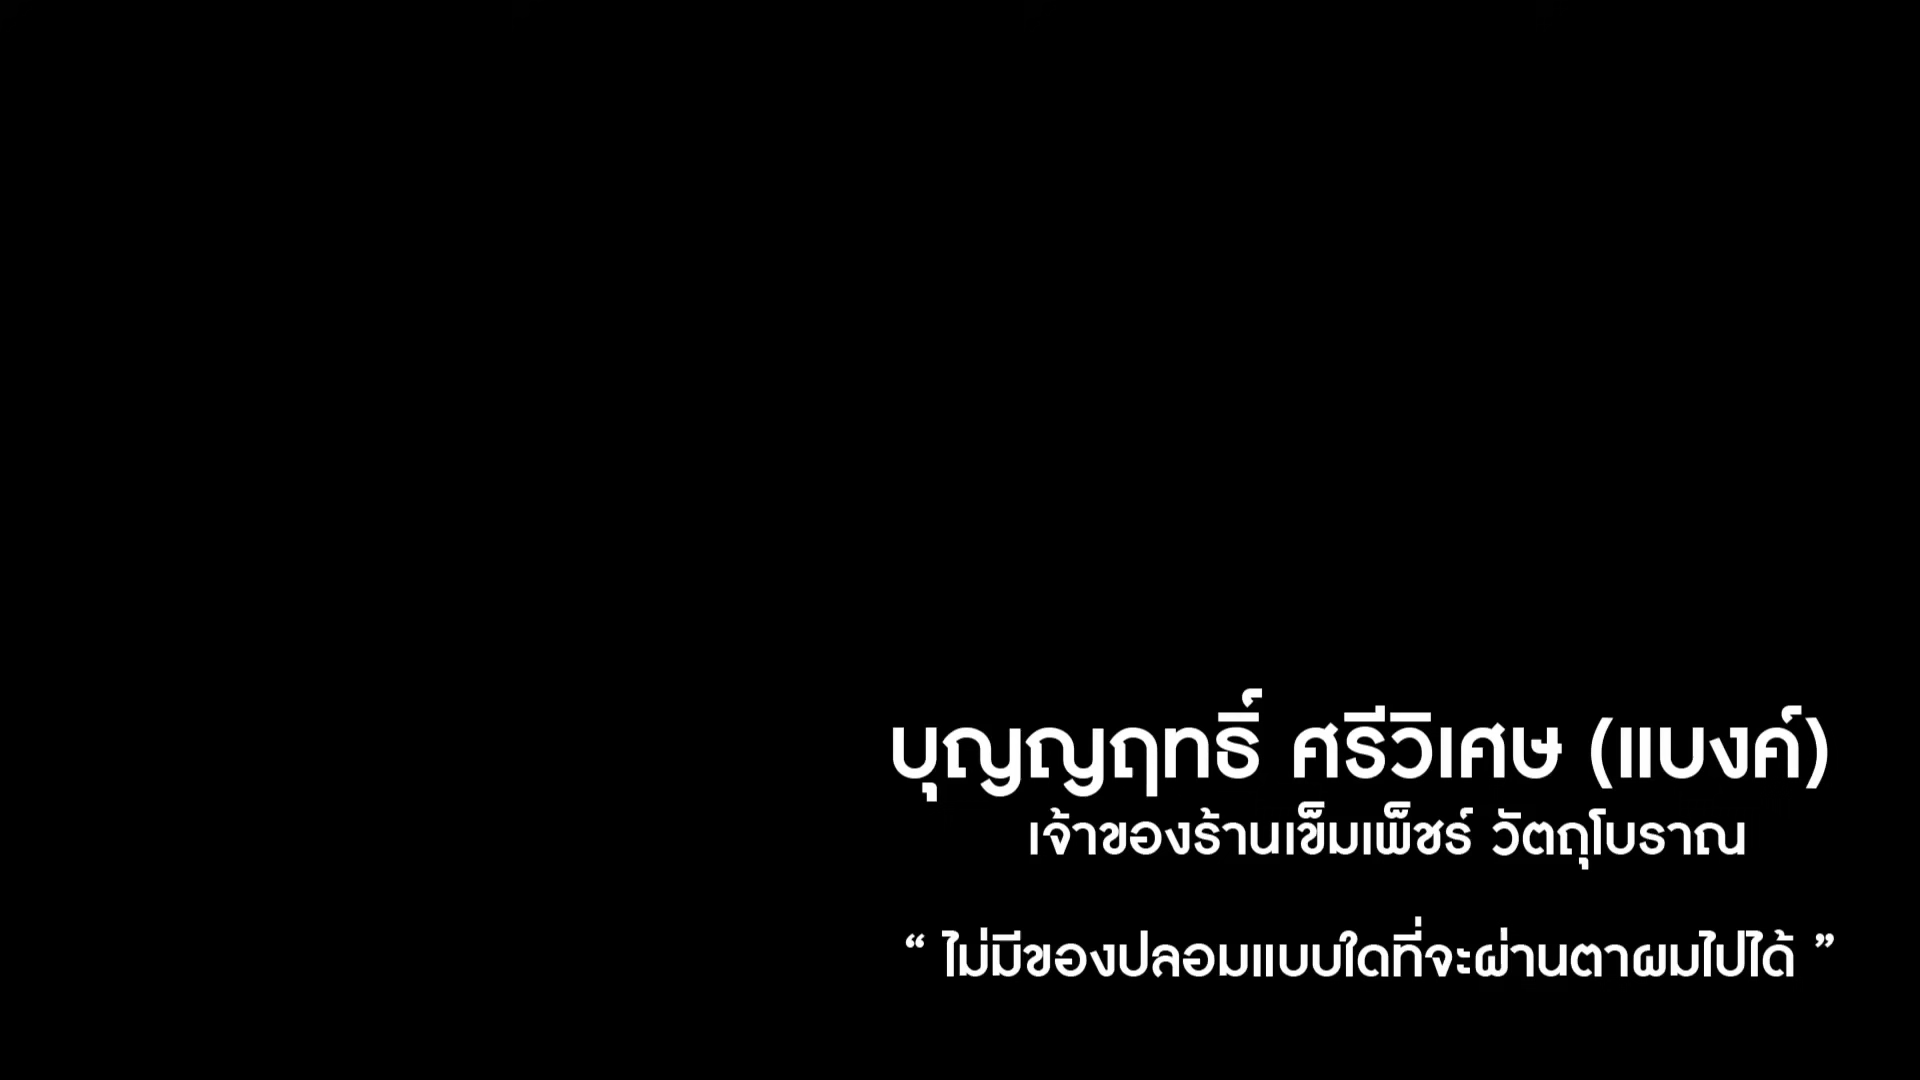 บุญญฤทธิ์ ศรีวิเศษ (แบงค์)
เจ้าของร้านเข็มเพ็ชร์ วัตถุโบราณ
“ ไม่มีของปลอมแบบใดที่จะผ่านตาผมไปได้ ”